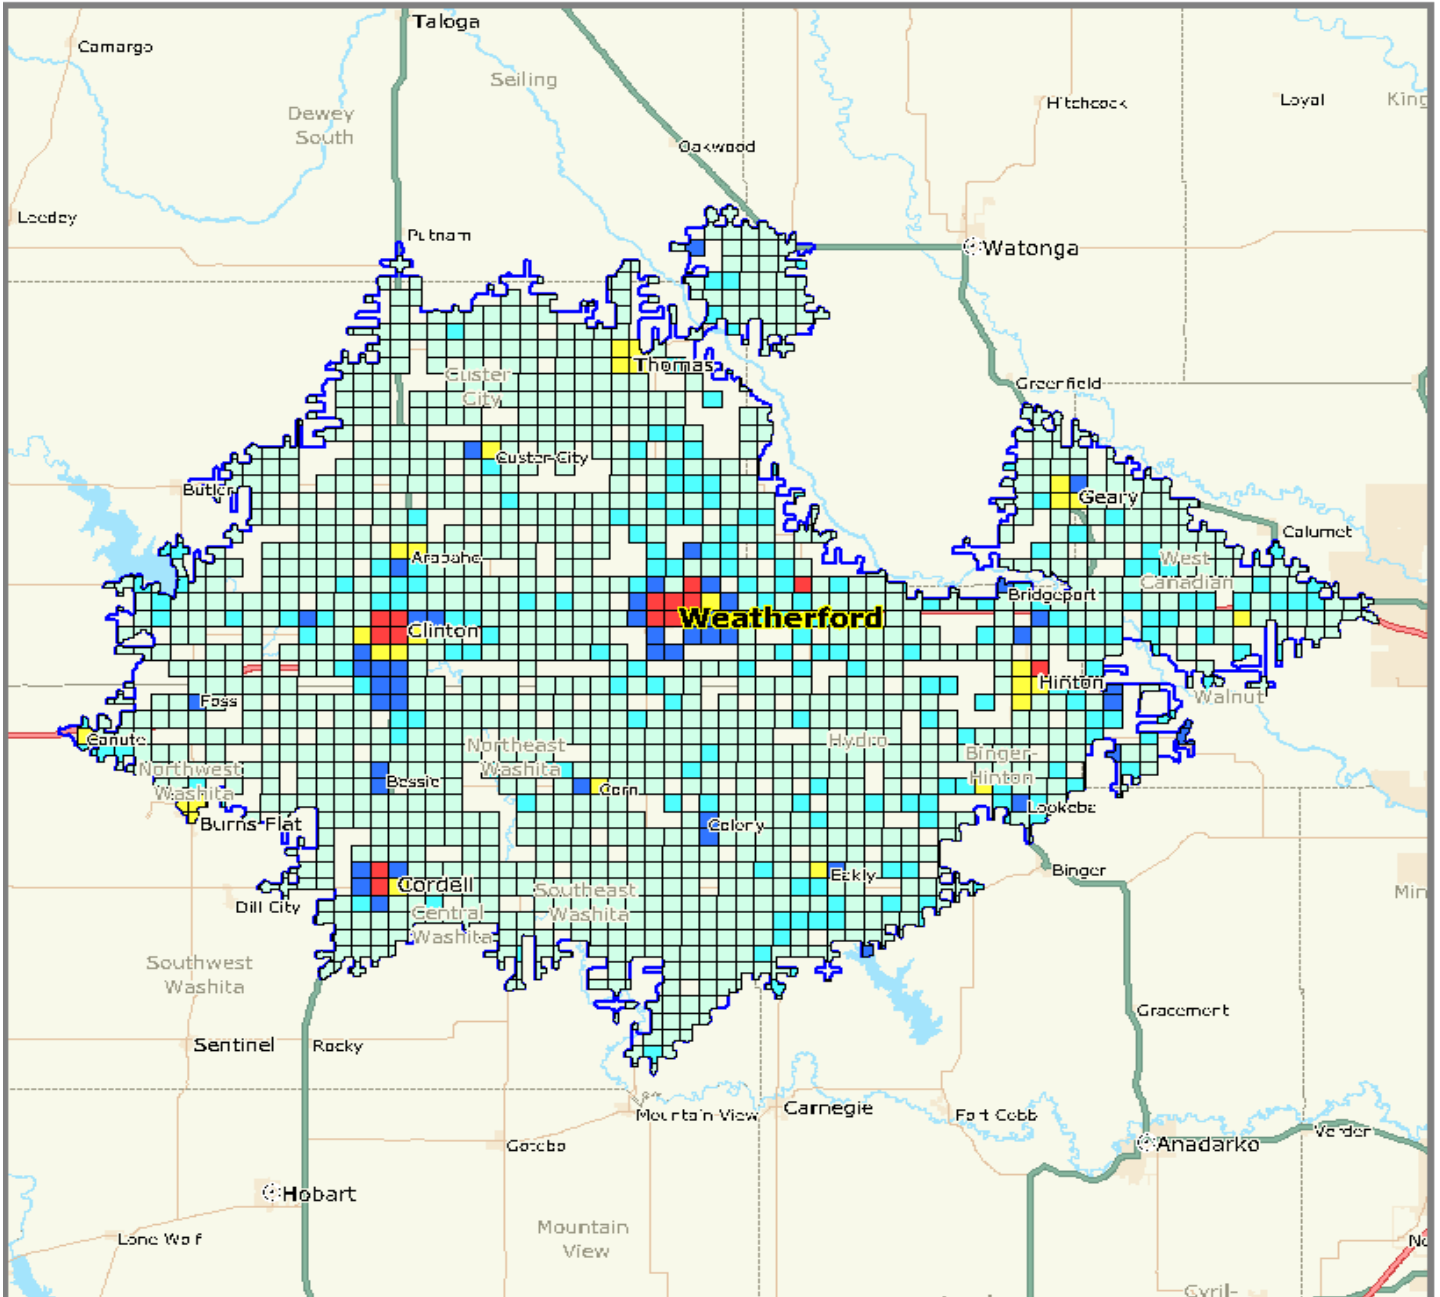 Taloga
Camargo
Seiling
Dewey
South
Hitchcock
Loyal
King
Oakwood
Leedey
Putnam
Watonga
Thomas
Custer
City
Greenfield
Custer City
Butler
Geary
Calumet
Arapaho
West
Canadian
Bridgeport
Weatherford
Clinton
Hinton
Walnut
Foss
Canute
Northeast
Washita
Hydro
Binger-
Hinton
Northwest
Washita
Bessie
Corn
Lookeba
Burns Flat
Colony
Binger
Eakly
Cordell
Southeast
Washita
Min
Dill City
Central
Washita
Southwest
Washita
Gracemont
Sentinel
Rocky
Mountain View
Carnegie
Fort Cobb
Verden
Anadarko
Gotebo
Hobart
Mountain
View
Lone Wolf
No
Cyril-